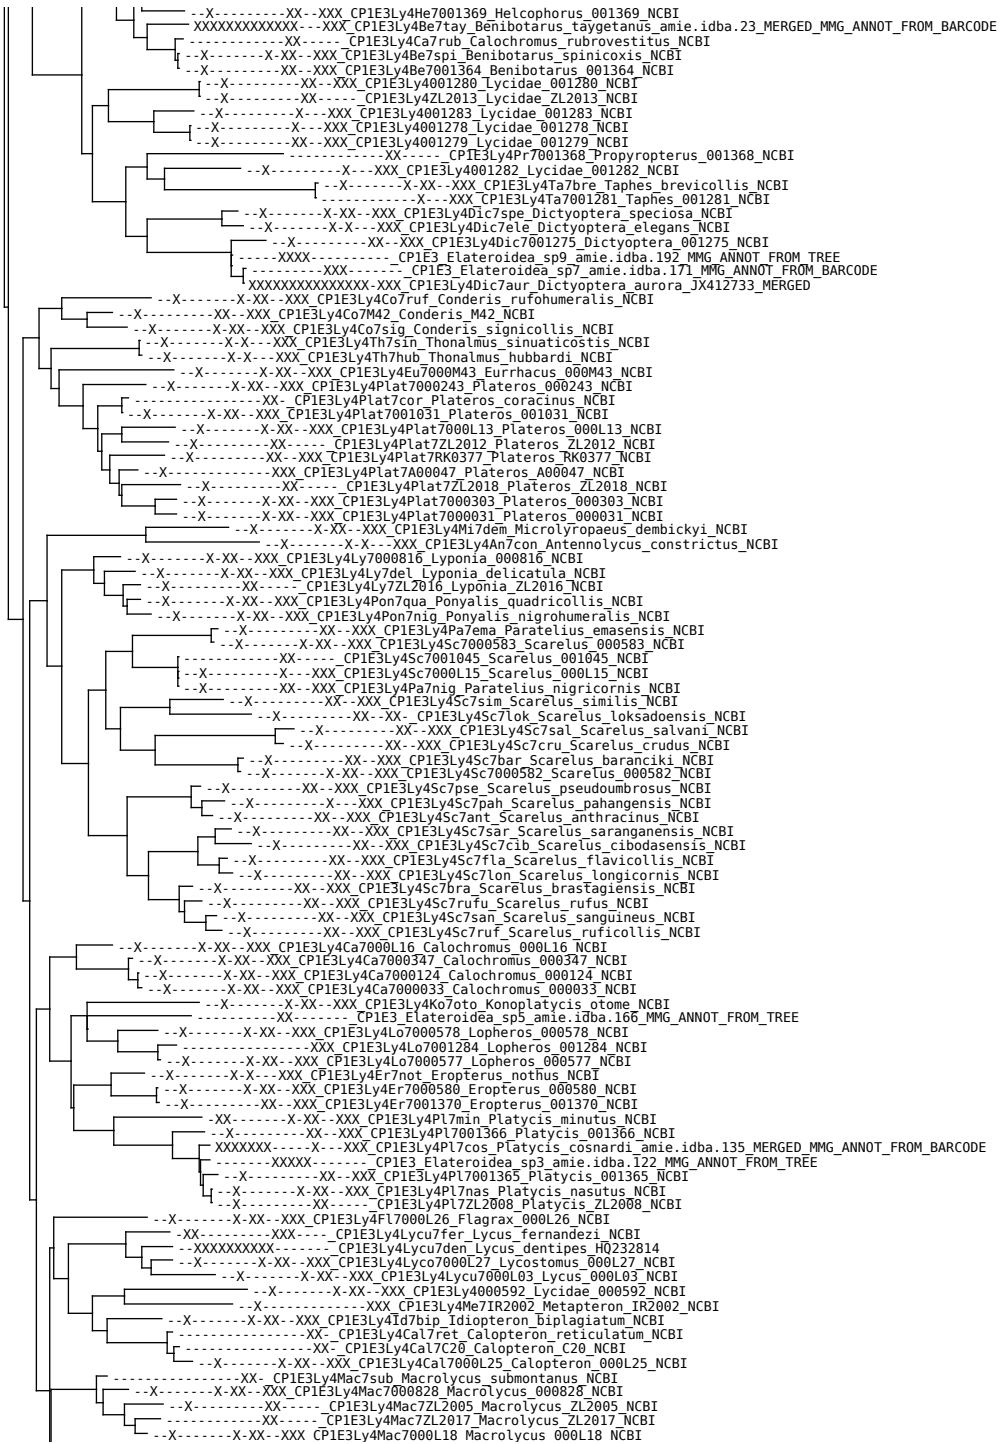 --X---------XX--XXX_CP1E3Ly4He7001369_Helcophorus_001369_NCBI
XXXXXXXXXXXXX---XXX_CP1E3Ly4Be7tay_Benibotarus_taygetanus_amie.idba.23_MERGED_MMG_ANNOT_FROM_BARCODE
------------XX-----_CP1E3Ly4Ca7rub_Calochromus_rubrovestitus_NCBI
--X-------X-XX--XXX_CP1E3Ly4Be7spi_Benibotarus_spinicoxis_NCBI
--X---------XX--XXX_CP1E3Ly4Be7001364_Benibotarus_001364_NCBI
--X---------XX--XXX_CP1E3Ly4001280_Lycidae_001280_NCBI
--X---------XX-----_CP1E3Ly4ZL2013_Lycidae_ZL2013_NCBI
--X---------X---XXX_CP1E3Ly4001283_Lycidae_001283_NCBI
--X---------X---XXX_CP1E3Ly4001278_Lycidae_001278_NCBI
--X---------XX--XXX_CP1E3Ly4001279_Lycidae_001279_NCBI
------------XX-----_CP1E3Ly4Pr7001368_Propyropterus_001368_NCBI
--X---------X---XXX_CP1E3Ly4001282_Lycidae_001282_NCBI
--X-------X-XX--XXX_CP1E3Ly4Ta7bre_Taphes_brevicollis_NCBI
------------X---XXX_CP1E3Ly4Ta7001281_Taphes_001281_NCBI
--X-------X-XX--XXX_CP1E3Ly4Dic7spe_Dictyoptera_speciosa_NCBI
--X-------X-X---XXX_CP1E3Ly4Dic7ele_Dictyoptera_elegans_NCBI
--X---------XX--XXX_CP1E3Ly4Dic7001275_Dictyoptera_001275_NCBI
-----XXXX----------_CP1E3_Elateroidea_sp9_amie.idba.192_MMG_ANNOT_FROM_TREE
---------XXX-------_CP1E3_Elateroidea_sp7_amie.idba.171_MMG_ANNOT_FROM_BARCODE
XXXXXXXXXXXXXXX-XXX_CP1E3Ly4Dic7aur_Dictyoptera_aurora_JX412733_MERGED
--X-------X-XX--XXX_CP1E3Ly4Co7ruf_Conderis_rufohumeralis_NCBI
--X---------XX--XXX_CP1E3Ly4Co7M42_Conderis_M42_NCBI
--X-------X-XX--XXX_CP1E3Ly4Co7sig_Conderis_signicollis_NCBI
--X-------X-X---XXX_CP1E3Ly4Th7sin_Thonalmus_sinuaticostis_NCBI
--X-------X-X---XXX_CP1E3Ly4Th7hub_Thonalmus_hubbardi_NCBI
--X-------X-XX--XXX_CP1E3Ly4Eu7000M43_Eurrhacus_000M43_NCBI
--X-------X-XX--XXX_CP1E3Ly4Plat7000243_Plateros_000243_NCBI
----------------XX-_CP1E3Ly4Plat7cor_Plateros_coracinus_NCBI
--X-------X-XX--XXX_CP1E3Ly4Plat7001031_Plateros_001031_NCBI
--X-------X-XX--XXX_CP1E3Ly4Plat7000L13_Plateros_000L13_NCBI
--X---------XX-----_CP1E3Ly4Plat7ZL2012_Plateros_ZL2012_NCBI
--X---------XX--XXX_CP1E3Ly4Plat7RK0377_Plateros_RK0377_NCBI
--X-------------XXX_CP1E3Ly4Plat7A00047_Plateros_A00047_NCBI
--X---------XX-----_CP1E3Ly4Plat7ZL2018_Plateros_ZL2018_NCBI
--X-------X-XX--XXX_CP1E3Ly4Plat7000303_Plateros_000303_NCBI
--X-------X-XX--XXX_CP1E3Ly4Plat7000031_Plateros_000031_NCBI
--X-------X-XX--XXX_CP1E3Ly4Mi7dem_Microlyropaeus_dembickyi_NCBI
--X-------X-X---XXX_CP1E3Ly4An7con_Antennolycus_constrictus_NCBI
--X-------X-XX--XXX_CP1E3Ly4Ly7000816_Lyponia_000816_NCBI
--X-------X-XX--XXX_CP1E3Ly4Ly7del_Lyponia_delicatula_NCBI
--X---------XX-----_CP1E3Ly4Ly7ZL2016_Lyponia_ZL2016_NCBI
--X-------X-XX--XXX_CP1E3Ly4Pon7qua_Ponyalis_quadricollis_NCBI
--X-------X-XX--XXX_CP1E3Ly4Pon7nig_Ponyalis_nigrohumeralis_NCBI
--X---------XX--XXX_CP1E3Ly4Pa7ema_Paratelius_emasensis_NCBI
--X-------X-XX--XXX_CP1E3Ly4Sc7000583_Scarelus_000583_NCBI
------------XX-----_CP1E3Ly4Sc7001045_Scarelus_001045_NCBI
--X---------X---XXX_CP1E3Ly4Sc7000L15_Scarelus_000L15_NCBI
--X---------XX--XXX_CP1E3Ly4Pa7nig_Paratelius_nigricornis_NCBI
--X---------XX--XXX_CP1E3Ly4Sc7sim_Scarelus_similis_NCBI
--X---------XX--XX-_CP1E3Ly4Sc7lok_Scarelus_loksadoensis_NCBI
--X---------XX--XXX_CP1E3Ly4Sc7sal_Scarelus_salvani_NCBI
--X---------XX--XXX_CP1E3Ly4Sc7cru_Scarelus_crudus_NCBI
--X---------XX--XXX_CP1E3Ly4Sc7bar_Scarelus_baranciki_NCBI
--X-------X-XX--XXX_CP1E3Ly4Sc7000582_Scarelus_000582_NCBI
--X---------XX--XXX_CP1E3Ly4Sc7pse_Scarelus_pseudoumbrosus_NCBI
--X---------X---XXX_CP1E3Ly4Sc7pah_Scarelus_pahangensis_NCBI
--X---------XX--XXX_CP1E3Ly4Sc7ant_Scarelus_anthracinus_NCBI
--X---------XX--XXX_CP1E3Ly4Sc7sar_Scarelus_saranganensis_NCBI
--X---------XX--XXX_CP1E3Ly4Sc7cib_Scarelus_cibodasensis_NCBI
--X---------XX--XXX_CP1E3Ly4Sc7fla_Scarelus_flavicollis_NCBI
--X---------XX--XXX_CP1E3Ly4Sc7lon_Scarelus_longicornis_NCBI
--X---------XX--XXX_CP1E3Ly4Sc7bra_Scarelus_brastagiensis_NCBI
--X---------XX--XXX_CP1E3Ly4Sc7rufu_Scarelus_rufus_NCBI
--X---------XX--XXX_CP1E3Ly4Sc7san_Scarelus_sanguineus_NCBI
--X---------XX--XXX_CP1E3Ly4Sc7ruf_Scarelus_ruficollis_NCBI
--X-------X-XX--XXX_CP1E3Ly4Ca7000L16_Calochromus_000L16_NCBI
--X-------X-XX--XXX_CP1E3Ly4Ca7000347_Calochromus_000347_NCBI
--X-------X-XX--XXX_CP1E3Ly4Ca7000124_Calochromus_000124_NCBI
--X-------X-XX--XXX_CP1E3Ly4Ca7000033_Calochromus_000033_NCBI
--X-------X-XX--XXX_CP1E3Ly4Ko7oto_Konoplatycis_otome_NCBI
----------XX-------_CP1E3_Elateroidea_sp5_amie.idba.166_MMG_ANNOT_FROM_TREE
--X-------X-XX--XXX_CP1E3Ly4Lo7000578_Lopheros_000578_NCBI
----------------XXX_CP1E3Ly4Lo7001284_Lopheros_001284_NCBI
--X-------X-XX--XXX_CP1E3Ly4Lo7000577_Lopheros_000577_NCBI
--X-------X-X---XXX_CP1E3Ly4Er7not_Eropterus_nothus_NCBI
--X-------X-XX--XXX_CP1E3Ly4Er7000580_Eropterus_000580_NCBI
--X---------XX--XXX_CP1E3Ly4Er7001370_Eropterus_001370_NCBI
-XX-------X-XX--XXX_CP1E3Ly4Pl7min_Platycis_minutus_NCBI
--X---------XX--XXX_CP1E3Ly4Pl7001366_Platycis_001366_NCBI
XXXXXXX-----X---XXX_CP1E3Ly4Pl7cos_Platycis_cosnardi_amie.idba.135_MERGED_MMG_ANNOT_FROM_BARCODE
-------XXXXX-------_CP1E3_Elateroidea_sp3_amie.idba.122_MMG_ANNOT_FROM_TREE
--X---------XX--XXX_CP1E3Ly4Pl7001365_Platycis_001365_NCBI
--X-------X-XX--XXX_CP1E3Ly4Pl7nas_Platycis_nasutus_NCBI
--X---------XX-----_CP1E3Ly4Pl7ZL2008_Platycis_ZL2008_NCBI
--X-------X-XX--XXX_CP1E3Ly4Fl7000L26_Flagrax_000L26_NCBI
-XX---------XXX----_CP1E3Ly4Lycu7fer_Lycus_fernandezi_NCBI
--XXXXXXXXXX-------_CP1E3Ly4Lycu7den_Lycus_dentipes_HQ232814
--X-------X-XX--XXX_CP1E3Ly4Lyco7000L27_Lycostomus_000L27_NCBI
--X-------X-XX--XXX_CP1E3Ly4Lycu7000L03_Lycus_000L03_NCBI
--X-------X-XX--XXX_CP1E3Ly4000592_Lycidae_000592_NCBI
--X-------------XXX_CP1E3Ly4Me7IR2002_Metapteron_IR2002_NCBI
--X-------X-XX--XXX_CP1E3Ly4Id7bip_Idiopteron_biplagiatum_NCBI
----------------XX-_CP1E3Ly4Cal7ret_Calopteron_reticulatum_NCBI
----------------XX-_CP1E3Ly4Cal7C20_Calopteron_C20_NCBI
--X-------X-XX--XXX_CP1E3Ly4Cal7000L25_Calopteron_000L25_NCBI
----------------XX-_CP1E3Ly4Mac7sub_Macrolycus_submontanus_NCBI
--X-------X-XX--XXX_CP1E3Ly4Mac7000828_Macrolycus_000828_NCBI
--X---------XX-----_CP1E3Ly4Mac7ZL2005_Macrolycus_ZL2005_NCBI
------------XX-----_CP1E3Ly4Mac7ZL2017_Macrolycus_ZL2017_NCBI
--X-------X-XX--XXX_CP1E3Ly4Mac7000L18_Macrolycus_000L18_NCBI